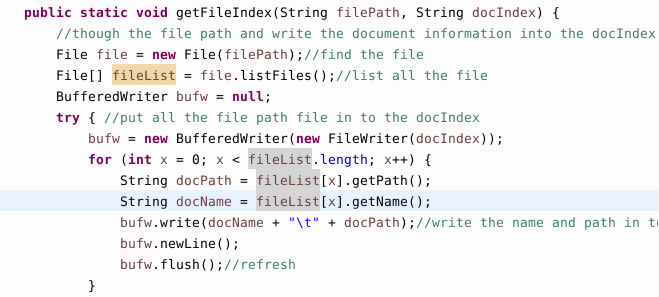 public static void getFileIndex(String filePath, String docIndex) {
//though the file path and write the document information into the docIndex
File file = new File(filePath);//find the file
File[] fileList = file.listFiles();//list all the file
BufferedWriter bufw = null;
try { //put all the file path file in to the docIndex
bufw = new BufferedWriter(new FileWriter(docIndex));
for (int x = 0; x < fileList.length; x++) {
String docPath = fileList[x].getPath();
String docName = fileList[x].getName();
bufw.write(docName + "\t" + docPath);//write the name and path in
bufw.newLine();
bufw.flush();//refresh
}